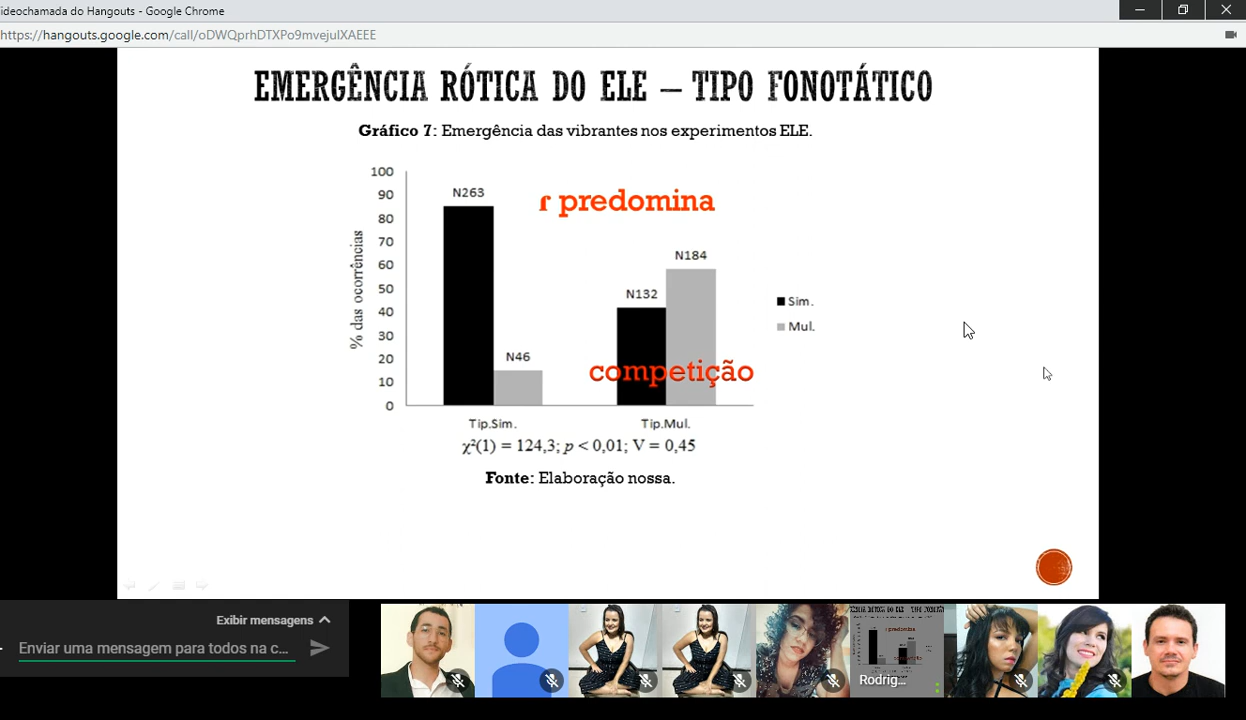 ideochamada do Hangouts - Google Chrome
https://hangouts.google.com/call/oDWQprhDTXPo9mvejulXAEEE
EMERGÊNCIA RÓTICA DO ELE – TIPO FONOTÁTICO
Gráfico 7: Emergência das vibrantes nos experimentos ELE.
% das ocorrências
100
90
80
70
60
50
40
30
20
10
0
N263
N46
N132
N184
ɾ predomina
competição
Sim.
Mul.
Tip.Sim.
Tip.Mul.
χ²(1) = 124,3; p < 0,01; V = 0,45
Fonte: Elaboração nossa.
Exibir mensagens
Enviar uma mensagem para todos na c...
Rodrig...